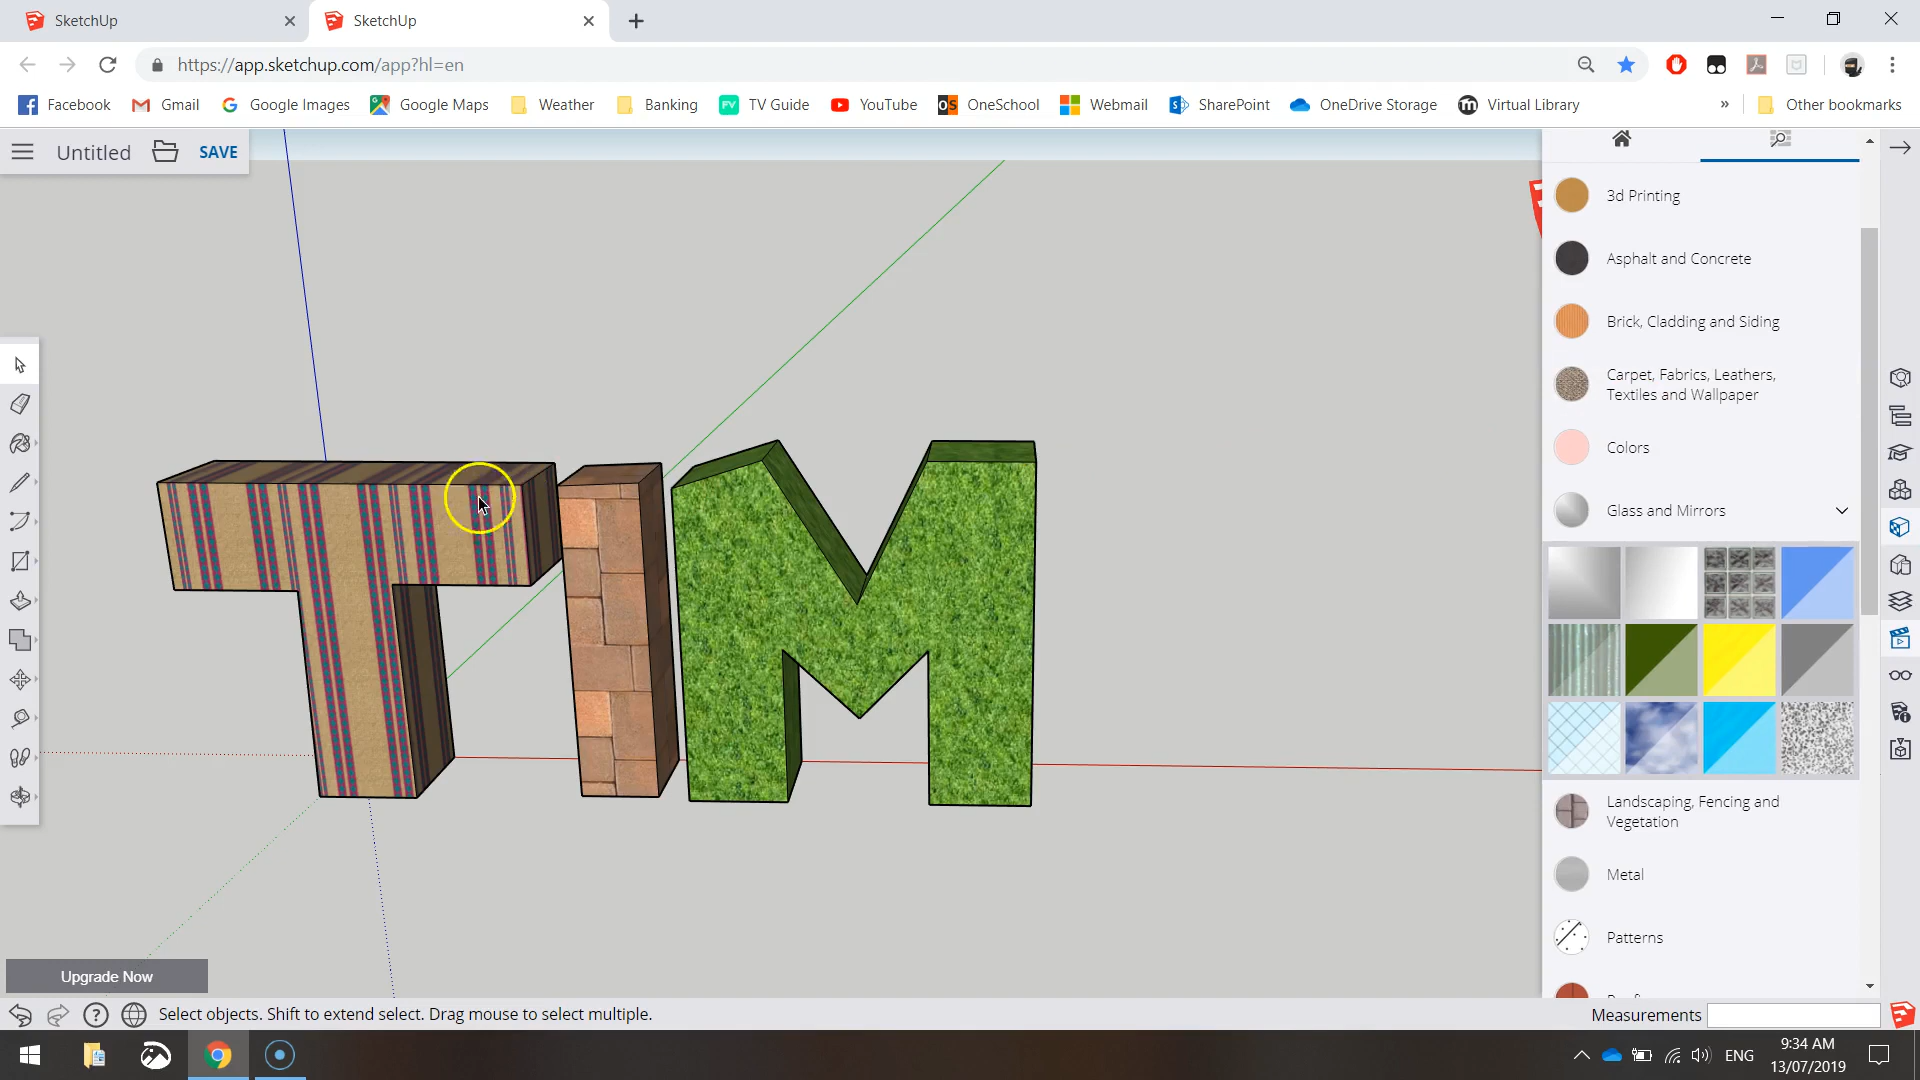 SketchUp
SketchUp
https://app.sketchup.com/app?hl=en
Facebook
Gmail
Google Images
Google Maps
Weather
Banking
TV Guide
YouTube
OneSchool
Webmail
SharePoint
OneDrive Storage
Virtual Library
»
Other bookmarks
Untitled
SAVE
3d Printing
Asphalt and Concrete
Brick, Cladding and Siding
Carpet, Fabrics, Leathers,
Textiles and Wallpaper
Colors
Glass and Mirrors
TIM
Landscaping, Fencing and
Vegetation
Metal
Patterns
Upgrade Now
Select objects. Shift to extend select. Drag mouse to select multiple.
Measurements
ENG
9:34 AM
13/07/2019